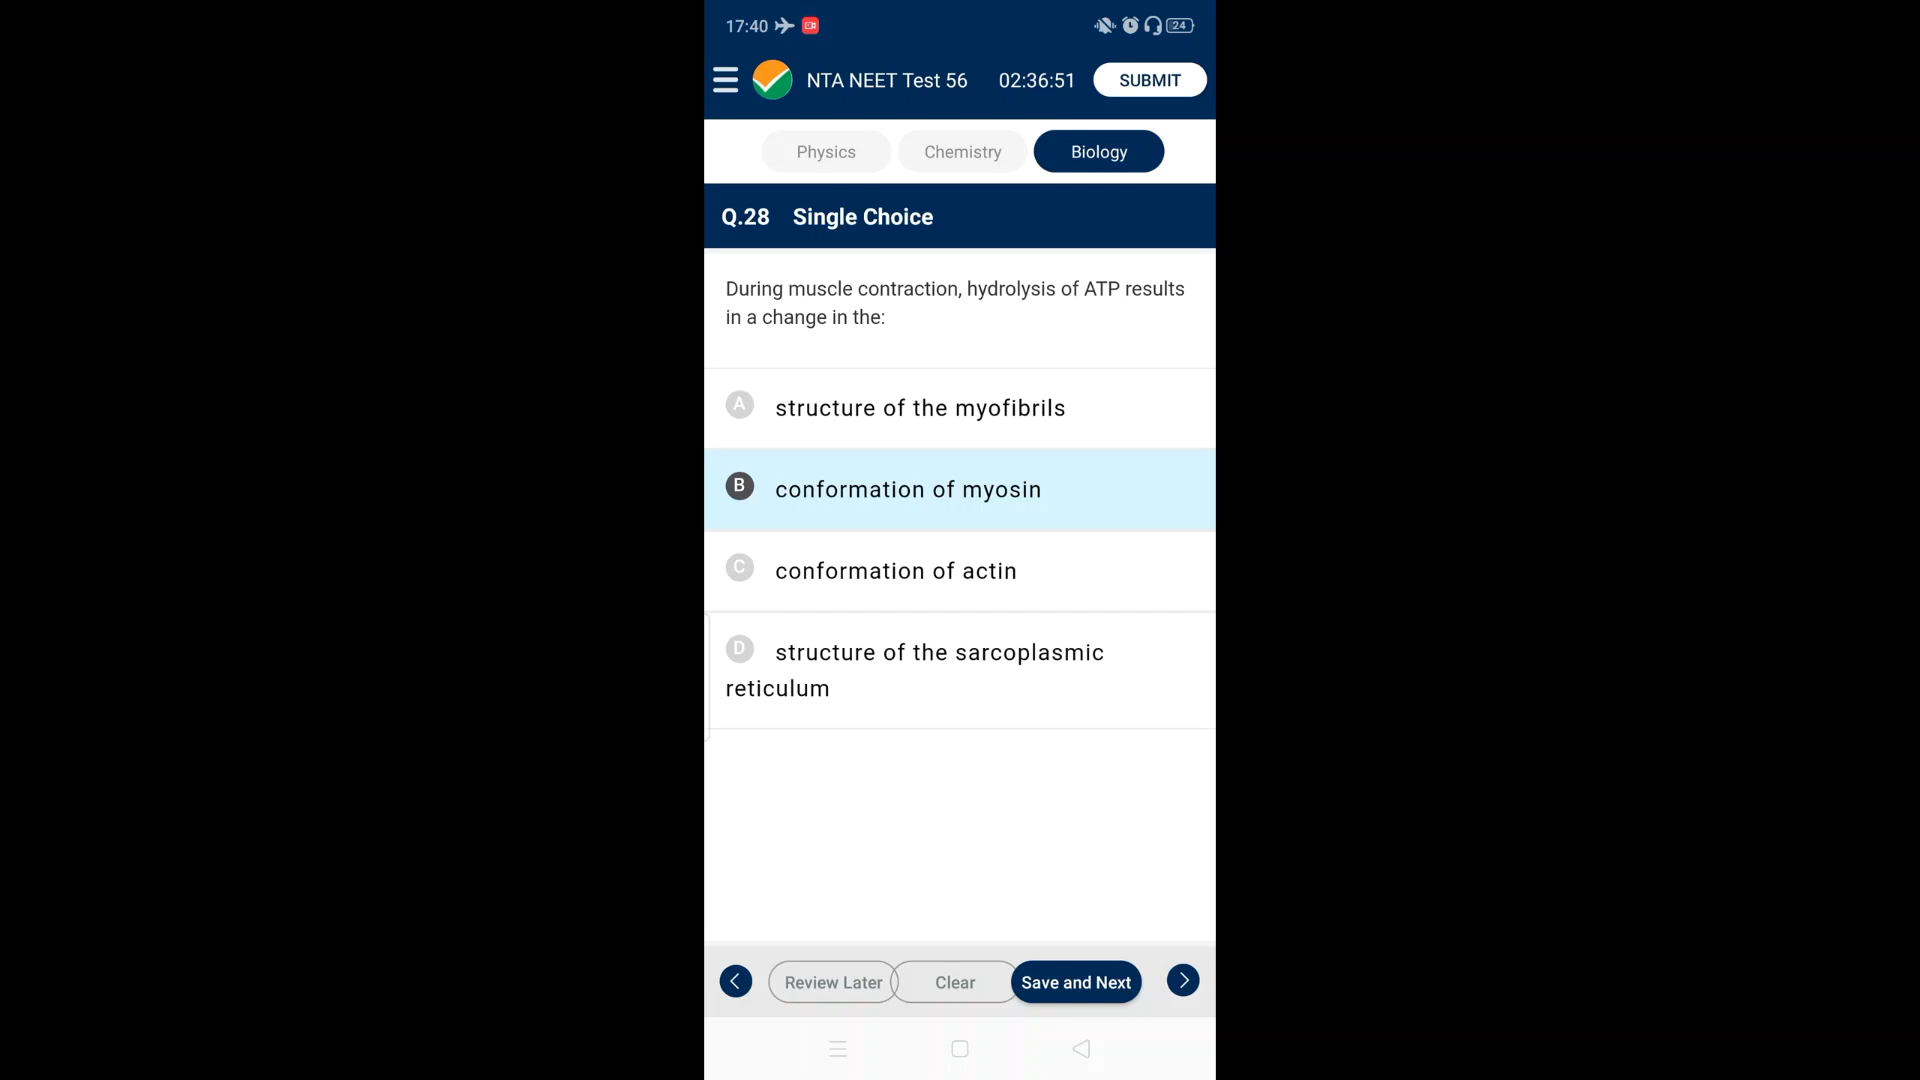 17:40
24
NTA NEET Test 56 02:36:51 SUBMIT
Physics Chemistry Biology
Q.28 Single Choice
During muscle contraction, hydrolysis of ATP results
in a change in the:
A structure of the myofibrils
B conformation of myosin
C conformation of actin
D structure of the sarcoplasmic
reticulum
Review Later Clear Save and Next